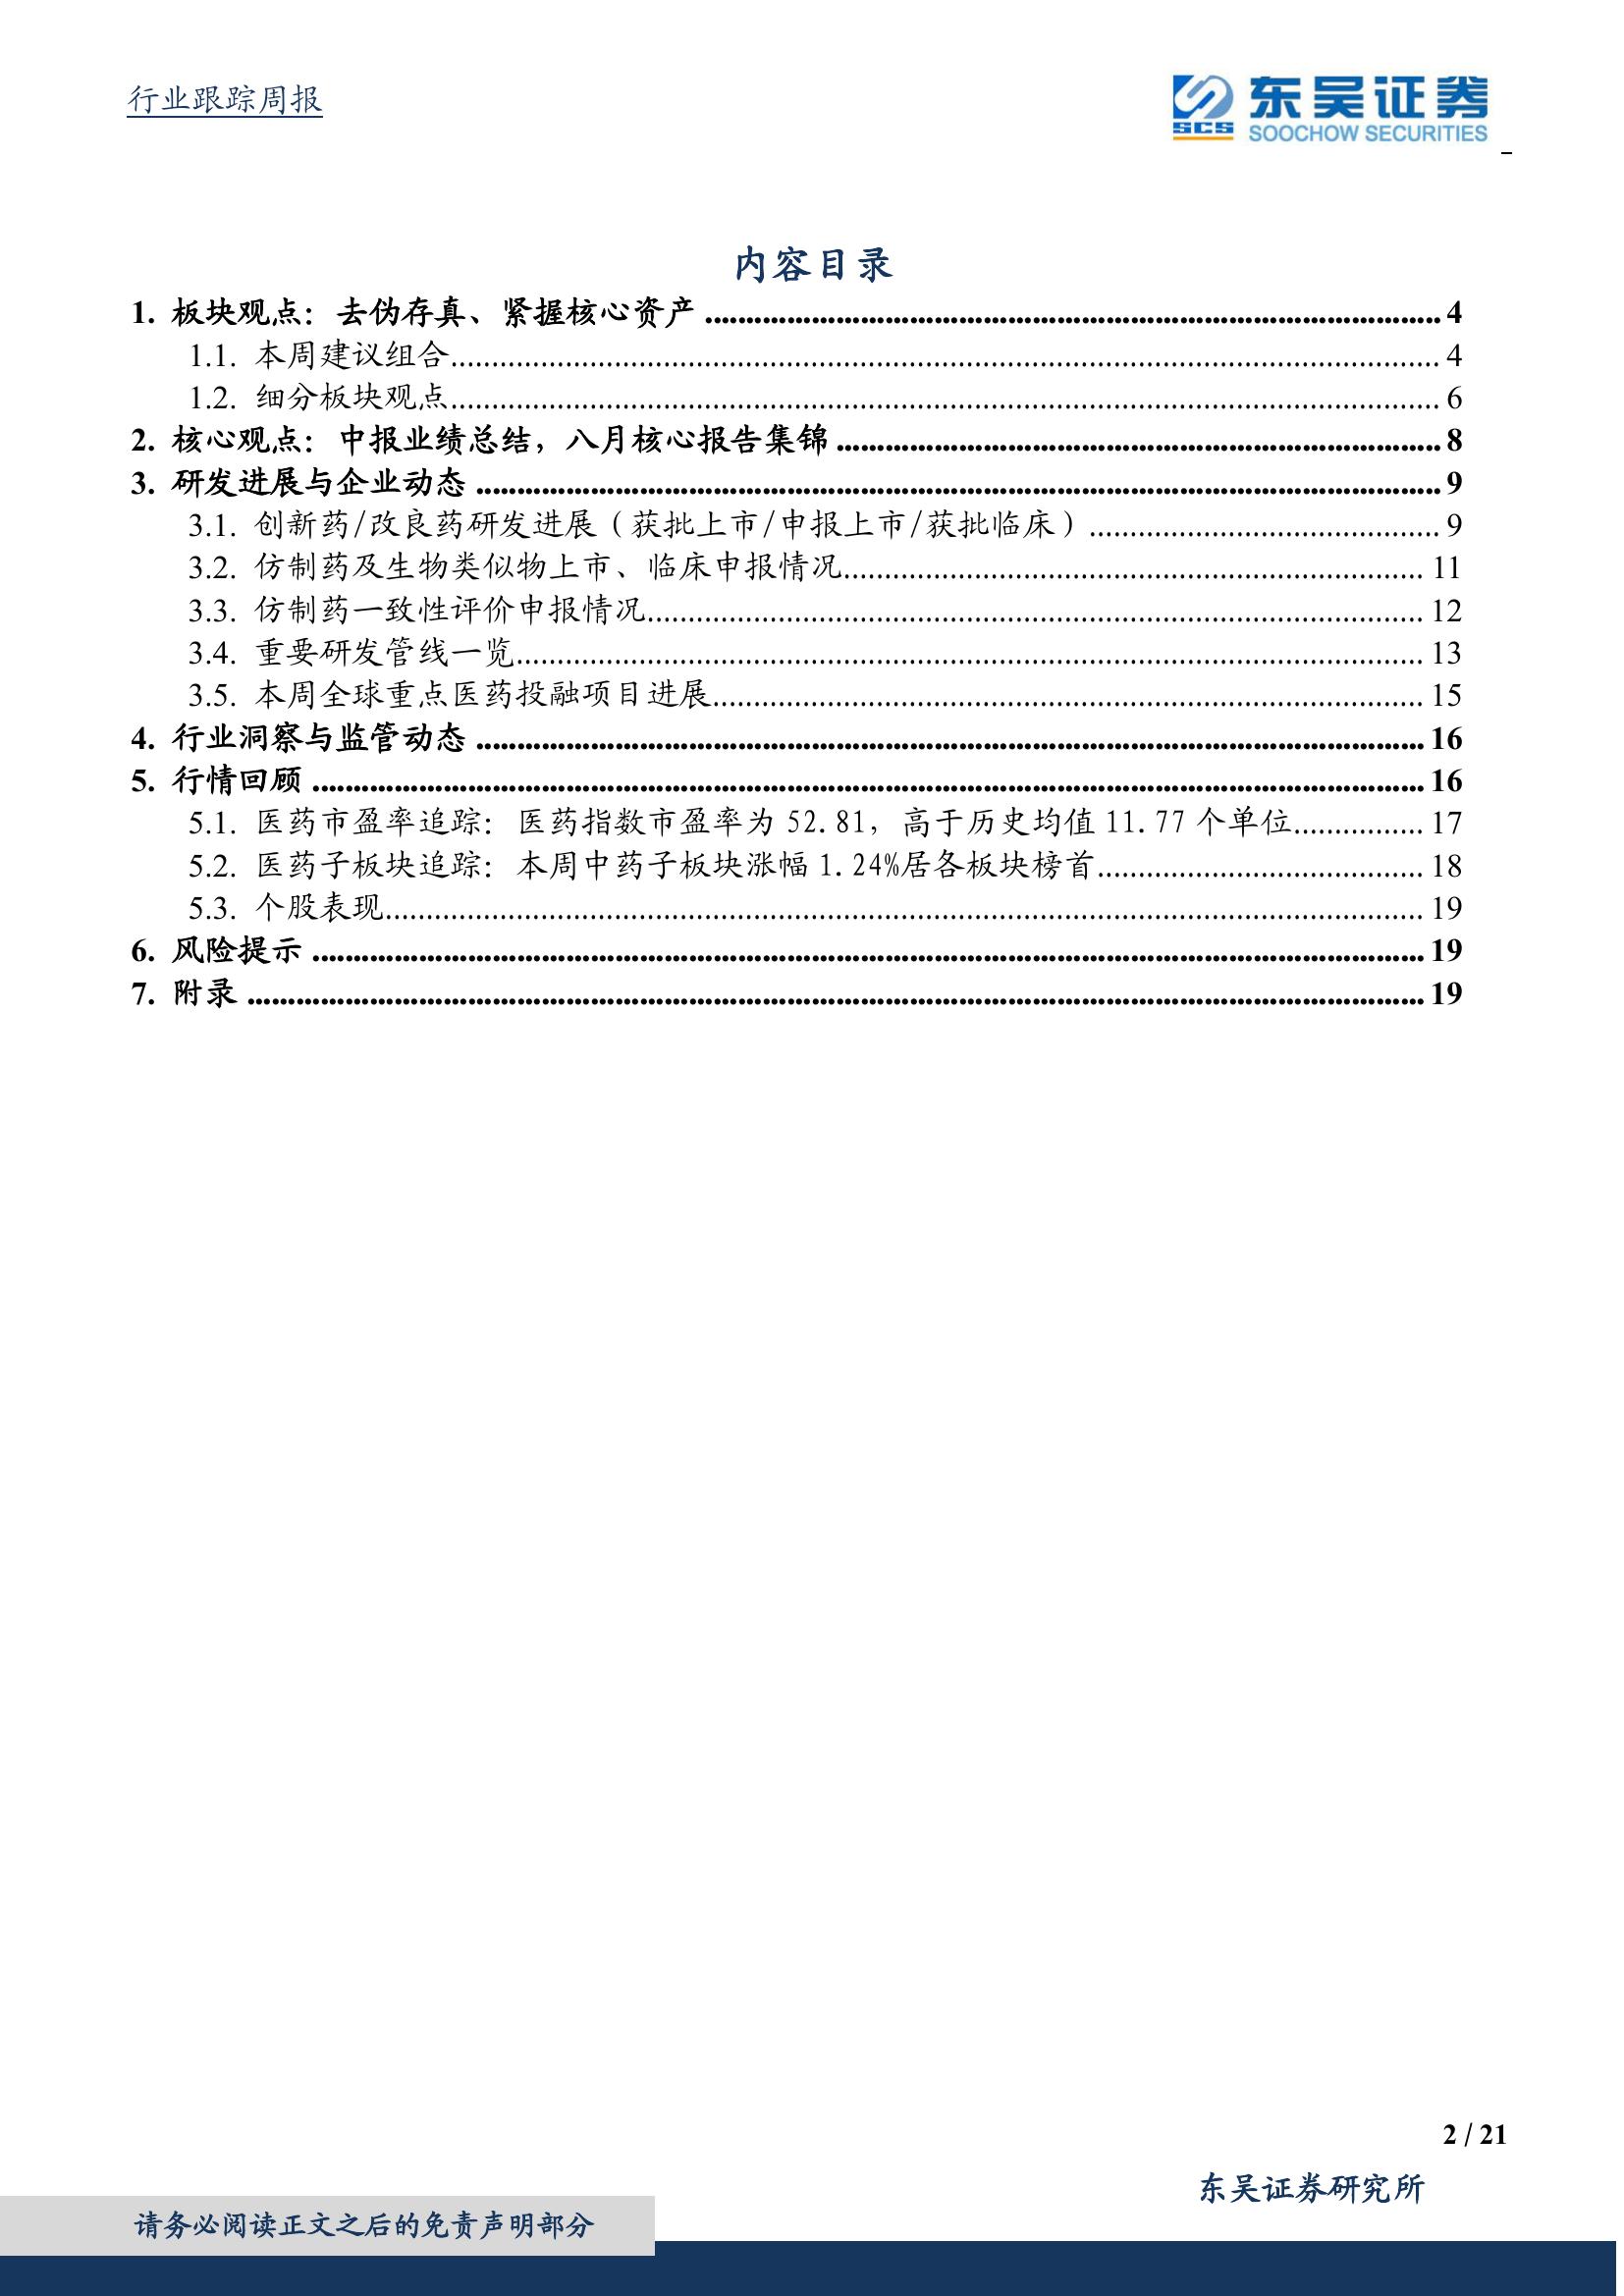 行业跟踪周报
SCS 东吴证券
SOOCHOW SECURITIES
内容目录
1. 板块观点：去伪存真、紧握核心资产 4
1.1. 本周建议组合 4
1.2. 细分板块观点 6
2. 核心观点：中报业绩总结，八月核心报告集锦 8
3. 研发进展与企业动态 9
3.1. 创新药/改良药研发进展（获批上市/申报上市/获批临床） 9
3.2. 仿制药及生物类似物上市、临床申报情况 11
3.3. 仿制药一致性评价申报情况 12
3.4. 重要研发管线一览 13
3.5. 本周全球重点医药投融项目进展 15
4. 行业洞察与监管动态 16
5. 行情回顾 16
5.1. 医药市盈率追踪：医药指数市盈率为 52.81，高于历史均值 11.77 个单位 17
5.2. 医药子板块追踪：本周中药子板块涨幅 1.24%居各板块榜首 18
5.3. 个股表现 19
6. 风险提示 19
7. 附录 19
2 / 21
东吴证券研究所
请务必阅读正文之后的免责声明部分